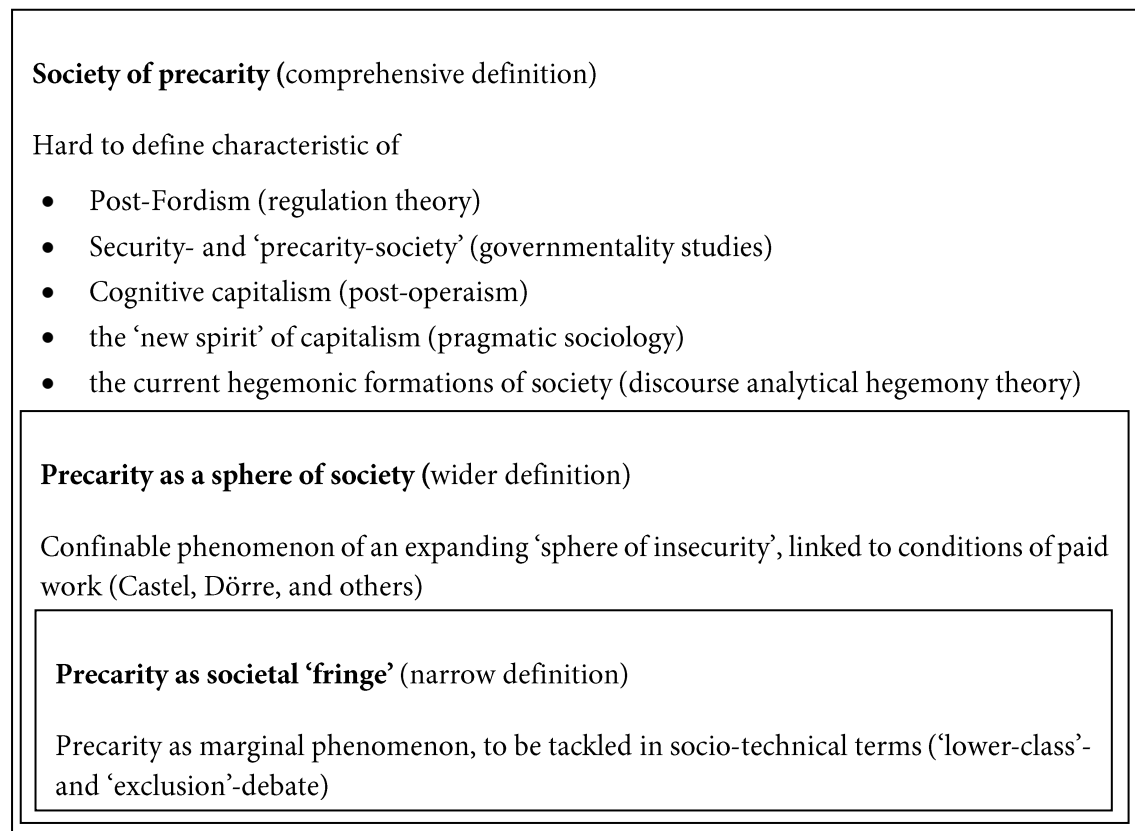 Society of precarity (comprehensive definition)
Hard to define characteristic of
• Post-Fordism (regulation theory)
• Security- and ‘precarity-society’ (governmentality studies)
• Cognitive capitalism (post-operaism)
• the ‘new spirit’ of capitalism (pragmatic sociology)
• the current hegemonic formations of society (discourse analytical hegemony theory)
Precarity as a sphere of society (wider definition)
Confinable phenomenon of an expanding ‘sphere of insecurity’, linked to conditions of paid
work (Castel, Dörre, and others)
Precarity as societal ‘fringe’ (narrow definition)
Precarity as marginal phenomenon, to be tackled in socio-technical terms (‘lower-class’-
and ‘exclusion’-debate)